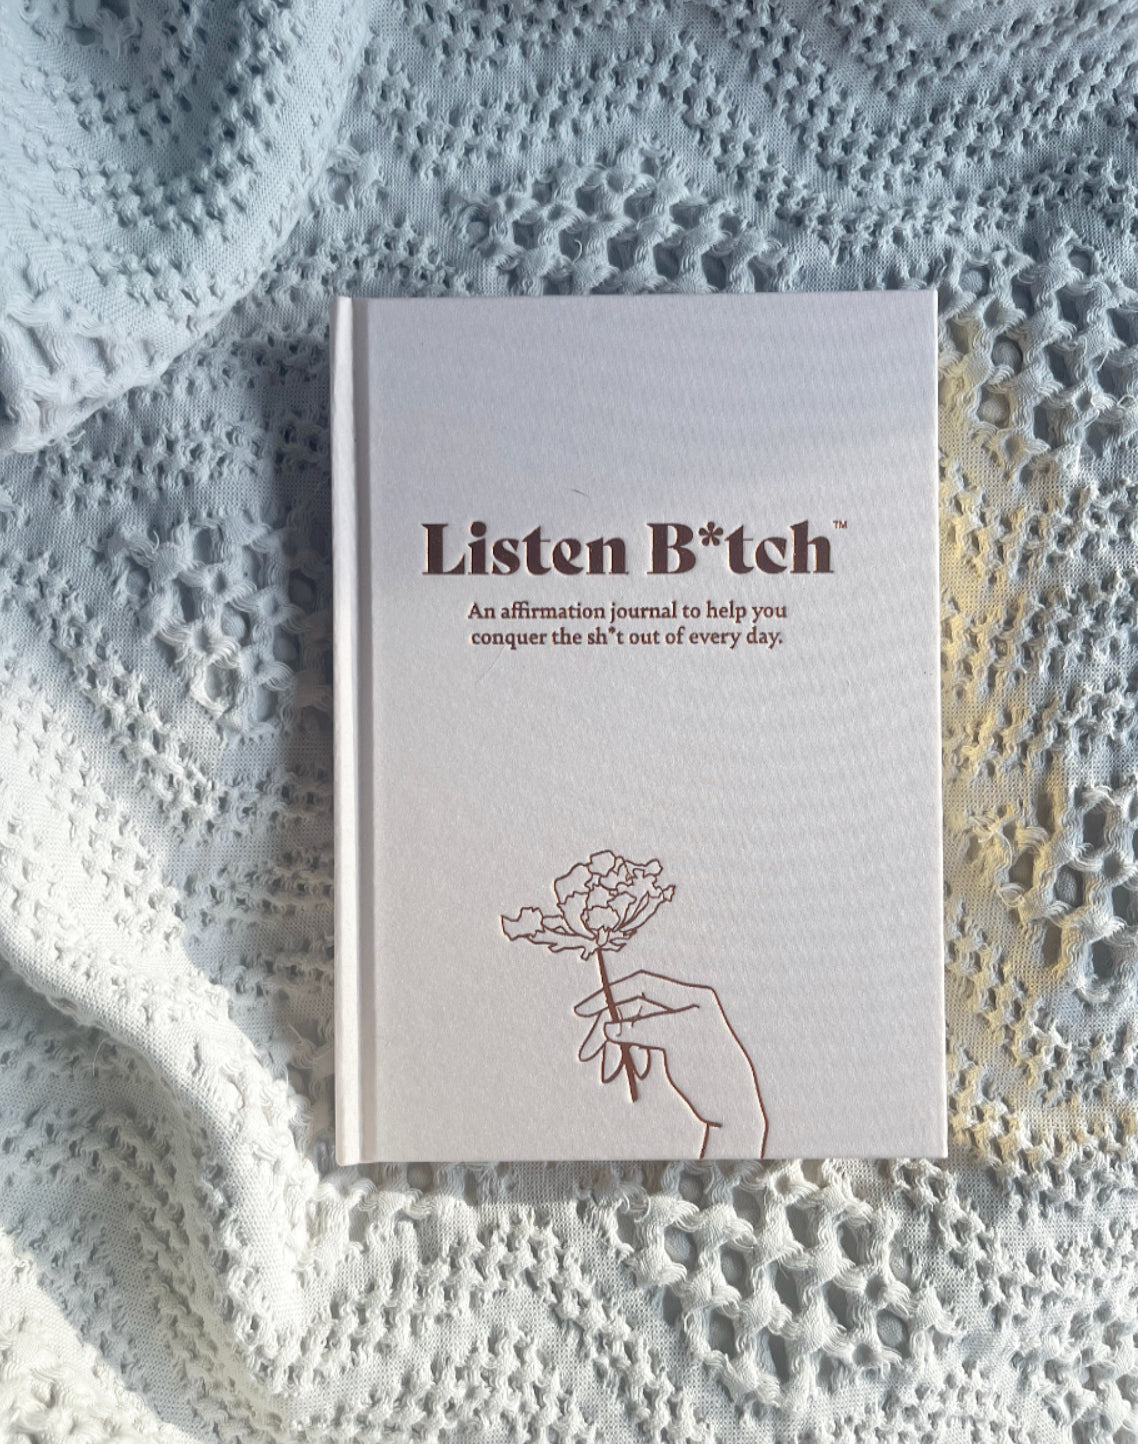 Listen B*tch™
An affirmation journal to help you
conquer the sh*t out of every day.